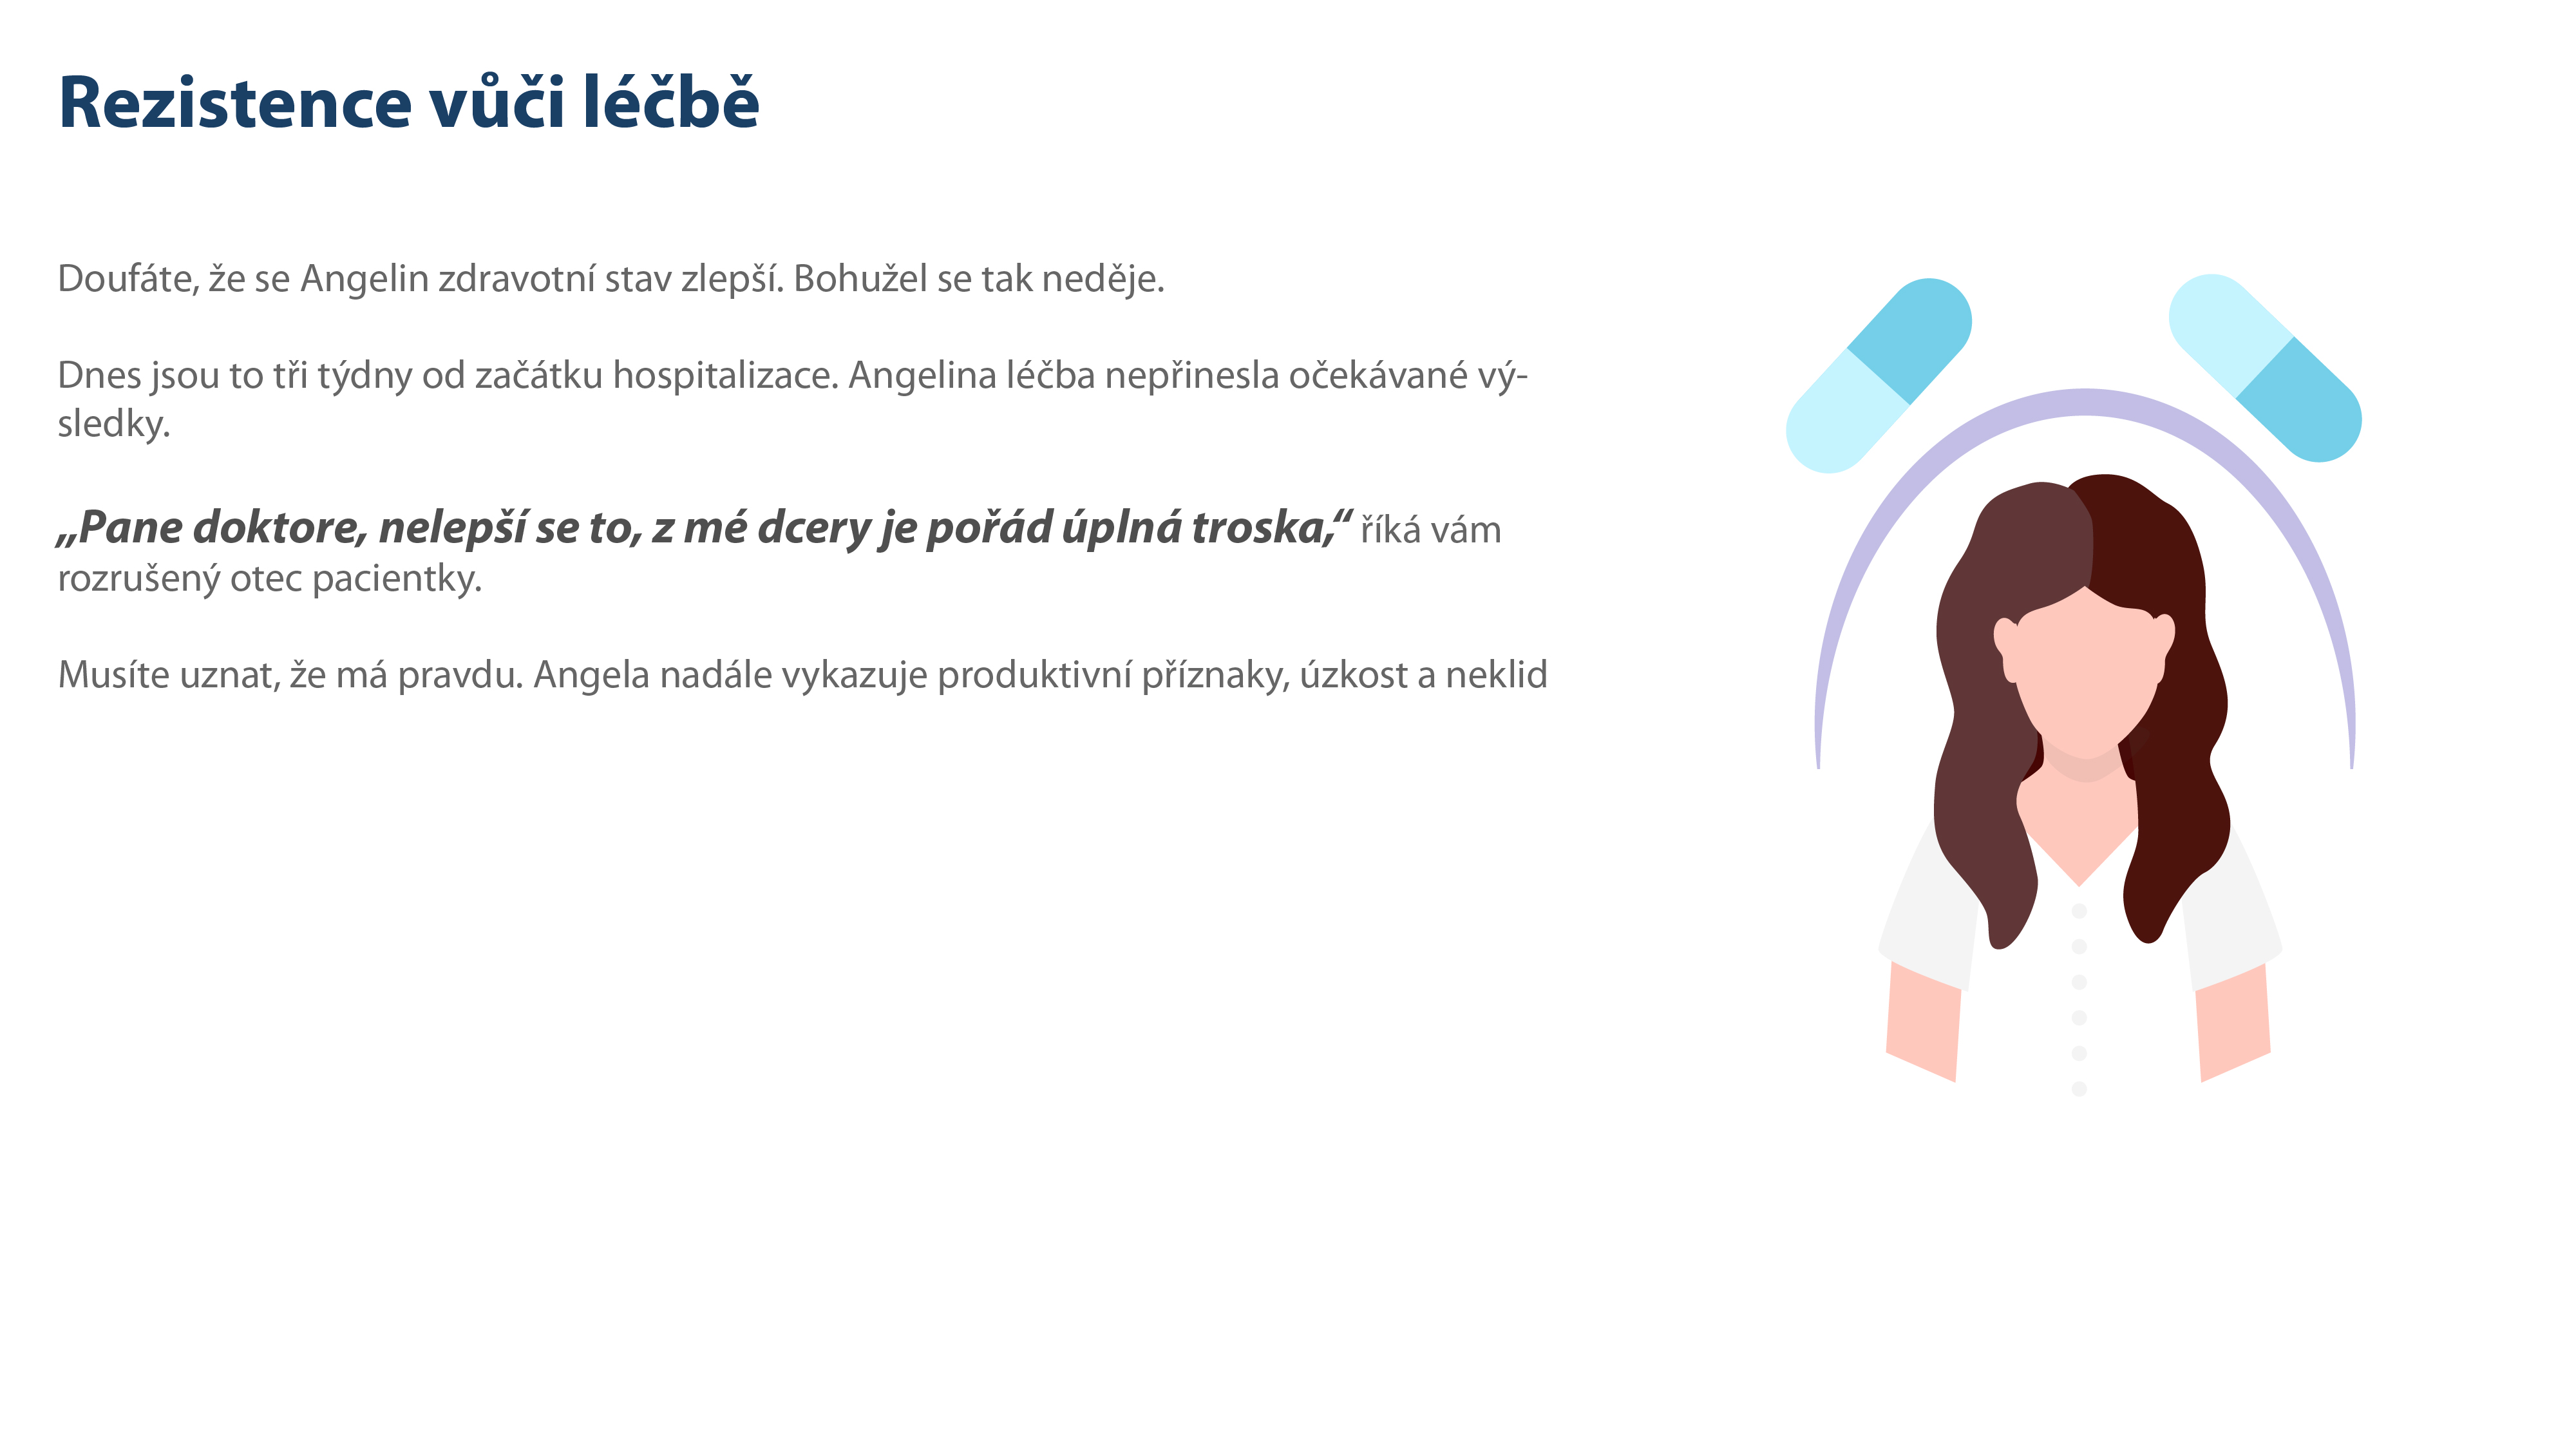 Rezistence vůči léčbě
Doufáte, že se Angelin zdravotní stav zlepší. Bohužel se tak neděje.
Dnes jsou to tři týdny od začátku hospitalizace. Angelina léčba nepřinesla očekávané vý-
sledky.
„Pane doktore, nelepší se to, z mé dcery je pořád úplná troska,“ říká vám
rozrušený otec pacientky.
Musíte uznat, že má pravdu. Angela nadále vykazuje produktivní příznaky, úzkost a neklid